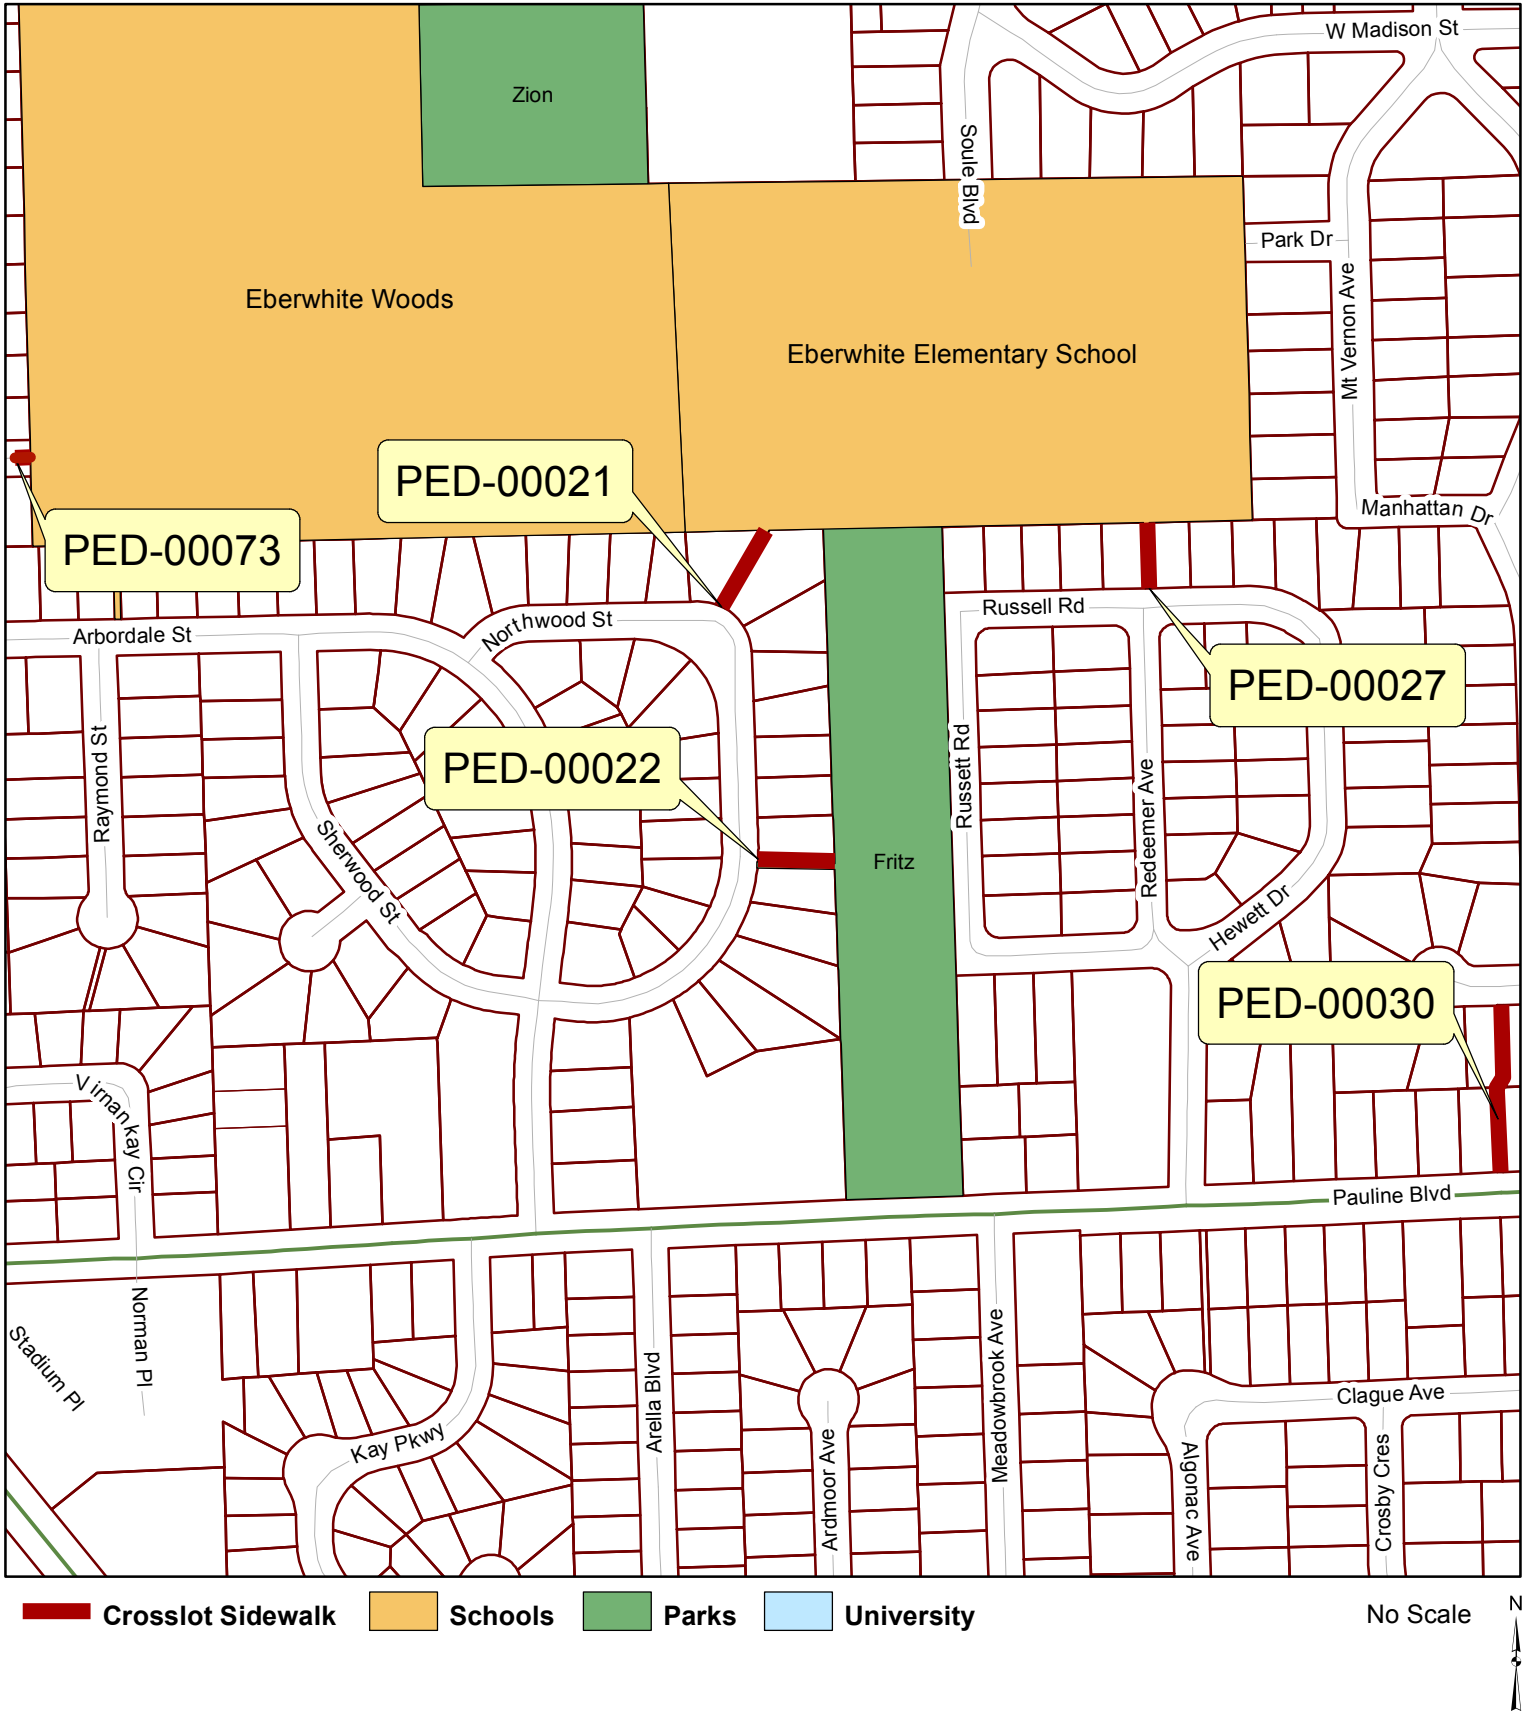 W Madison St
Zion
Soule Blvd
Park Dr
Eberwhite Woods
Mt Vernon Ave
Eberwhite Elementary School
PED-00021
Manhattan Dr
PED-00073
Russell Rd
Northwood St
Arbordale St
PED-00027
Raymond St
PED-00022
Russett Rd
Redeemer Ave
Sherwood St
Fritz
Hewett Dr
PED-00030
Virnankay Cir
Pauline Blvd
Norman Pl
Stadium Pl
Arella Blvd
Meadowbrook Ave
Clague Ave
Kay Pkwy
Ardmoor Ave
Algonac Ave
Crosby Cres
Crosslot Sidewalk
Schools
Parks
University
No Scale
N